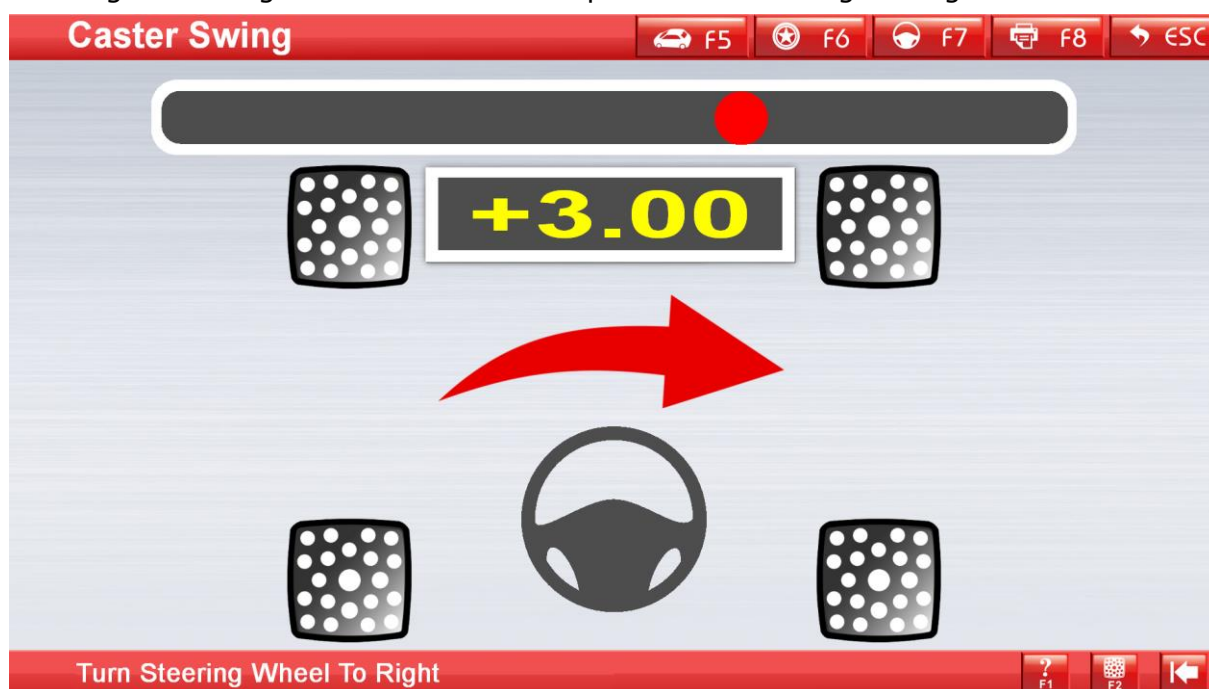 Caster Swing
F5
F6
F7
F8
ESC
+3.00
Turn Steering Wheel To Right
?
F1
F2